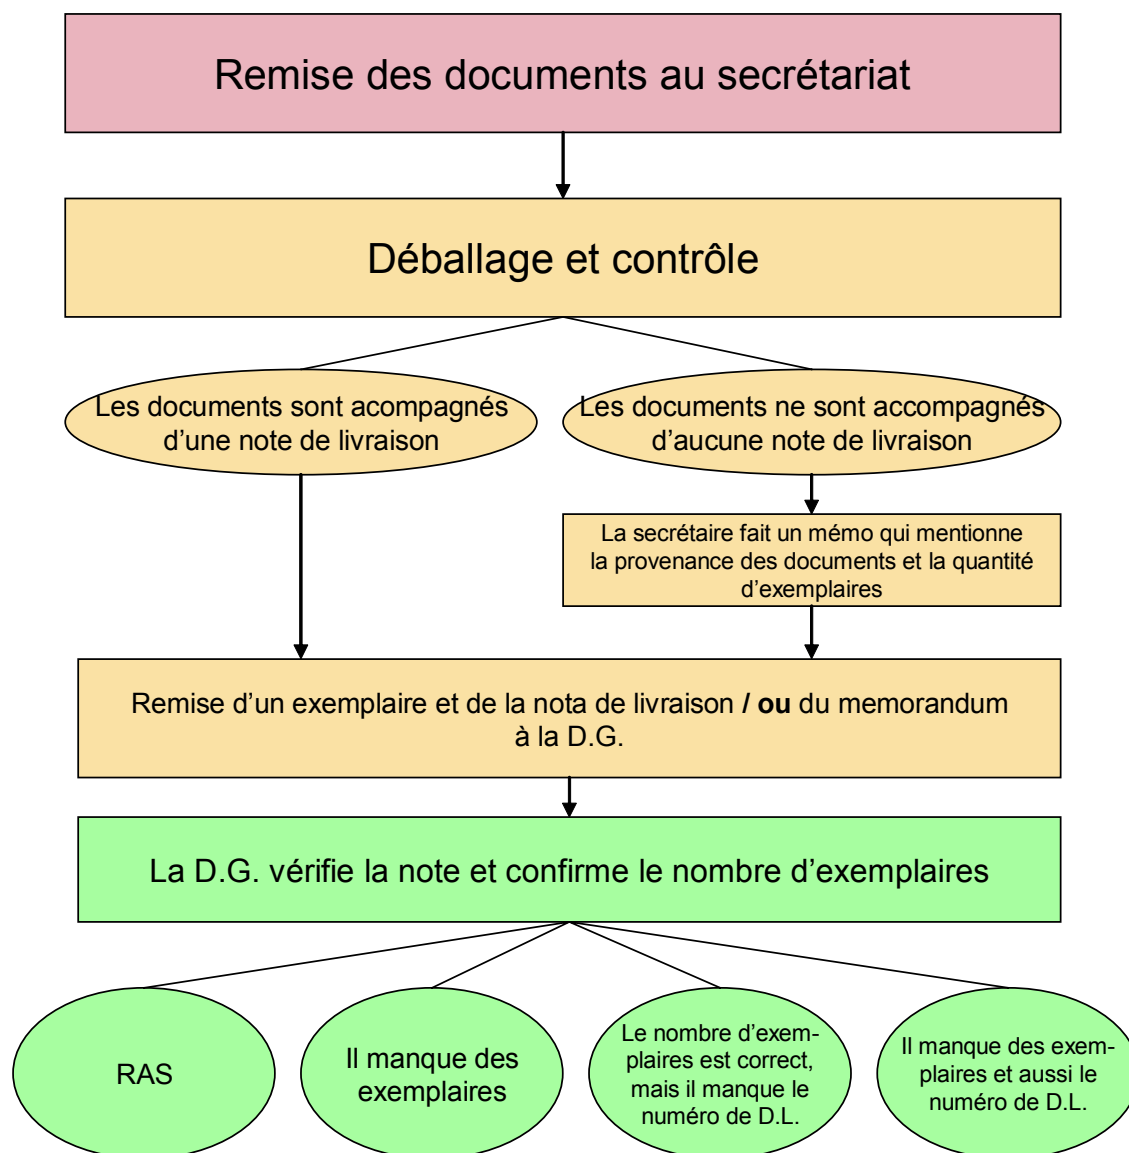 Remise des documents au secrétariat
Déballage et contrôle
Les documents sont acompagnés
d’une note de livraison
Les documents ne sont accompagnés
d’aucune note de livraison
La secrétaire fait un mémo qui mentionne
la provenance des documents et la quantité
d’exemplaires
Remise d’un exemplaire et de la nota de livraison / ou du memorandum
à la D.G.
La D.G. vérifie la note et confirme le nombre d’exemplaires
RAS
Il manque des
exemplaires
Le nombre d’exem-
plaires est correct,
mais il manque le
numéro de D.L.
Il manque des exem-
plaires et aussi le
numéro de D.L.